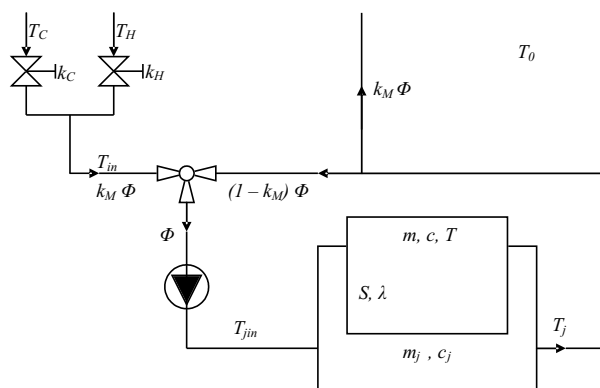 T_C
T_H
T_0
k_C
k_H
k_M Φ
T_in
k_M Φ
(1 – k_M) Φ
Φ
m, c, T
S, λ
T_jin
T_j
m_j , c_j